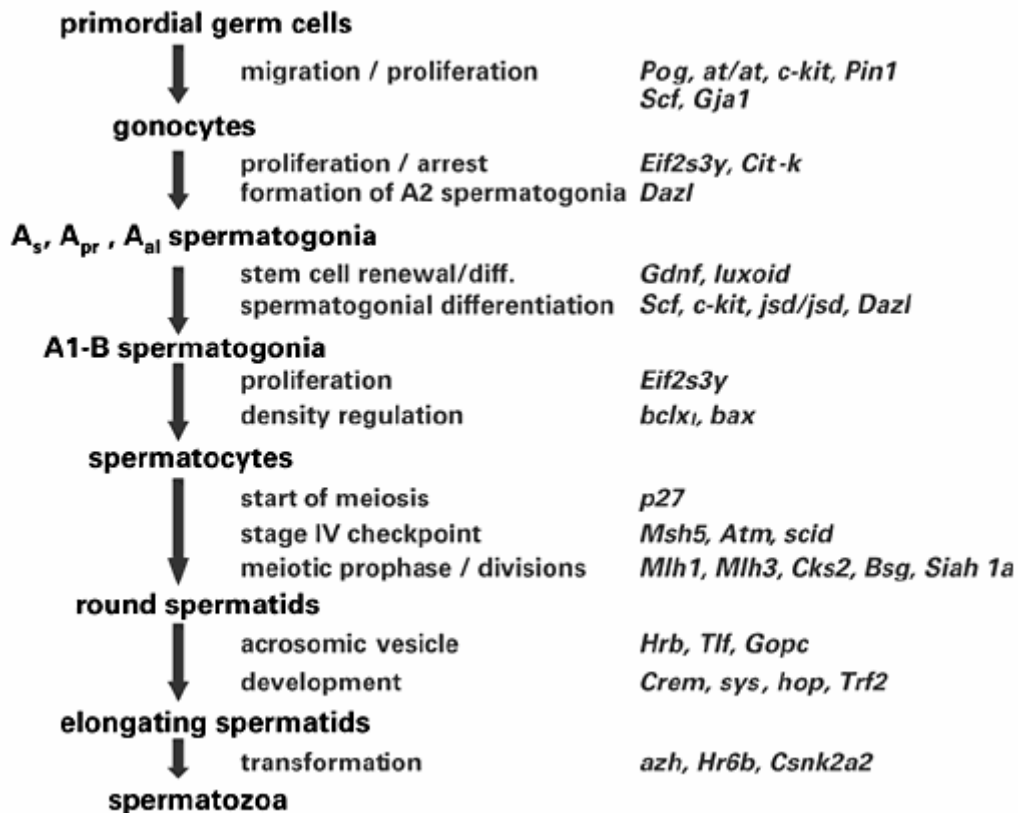 primordial germ cells
migration / proliferation Pog, at/at, c-kit, Pin1
Scf, Gja1
gonocytes
proliferation / arrest Eif2s3y, Cit-k
formation of A2 spermatogonia Dazl
As, Apr , Aal spermatogonia
stem cell renewal/diff. Gdnf, luxoid
spermatogonial differentiation Scf, c-kit, jsd/jsd, Dazl
A1-B spermatogonia
proliferation Eif2s3y
density regulation bclxl, bax
spermatocytes
start of meiosis p27
stage IV checkpoint Msh5, Atm, scid
meiotic prophase / divisions Mlh1, Mlh3, Cks2, Bsg, Siah 1a
round spermatids
acrosomic vesicle Hrb, Tlf, Gopc
development Crem, sys, hop, Trf2
elongating spermatids
transformation azh, Hr6b, Csnk2a2
spermatozoa